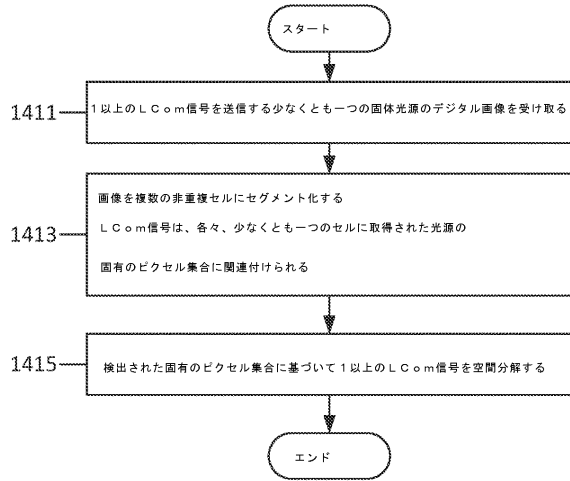 スタート
1411
1以上のLCom信号を送信する少なくとも一つの固体光源のデジタル画像を受け取る
画像を複数の非重複セルにセグメント化する
1413
LCom信号は、各々、少なくとも一つのセルに取得された光源の
固有のピクセル集合に関連付けられる
1415
検出された固有のピクセル集合に基づいて1以上のLCom信号を空間分解する
エンド